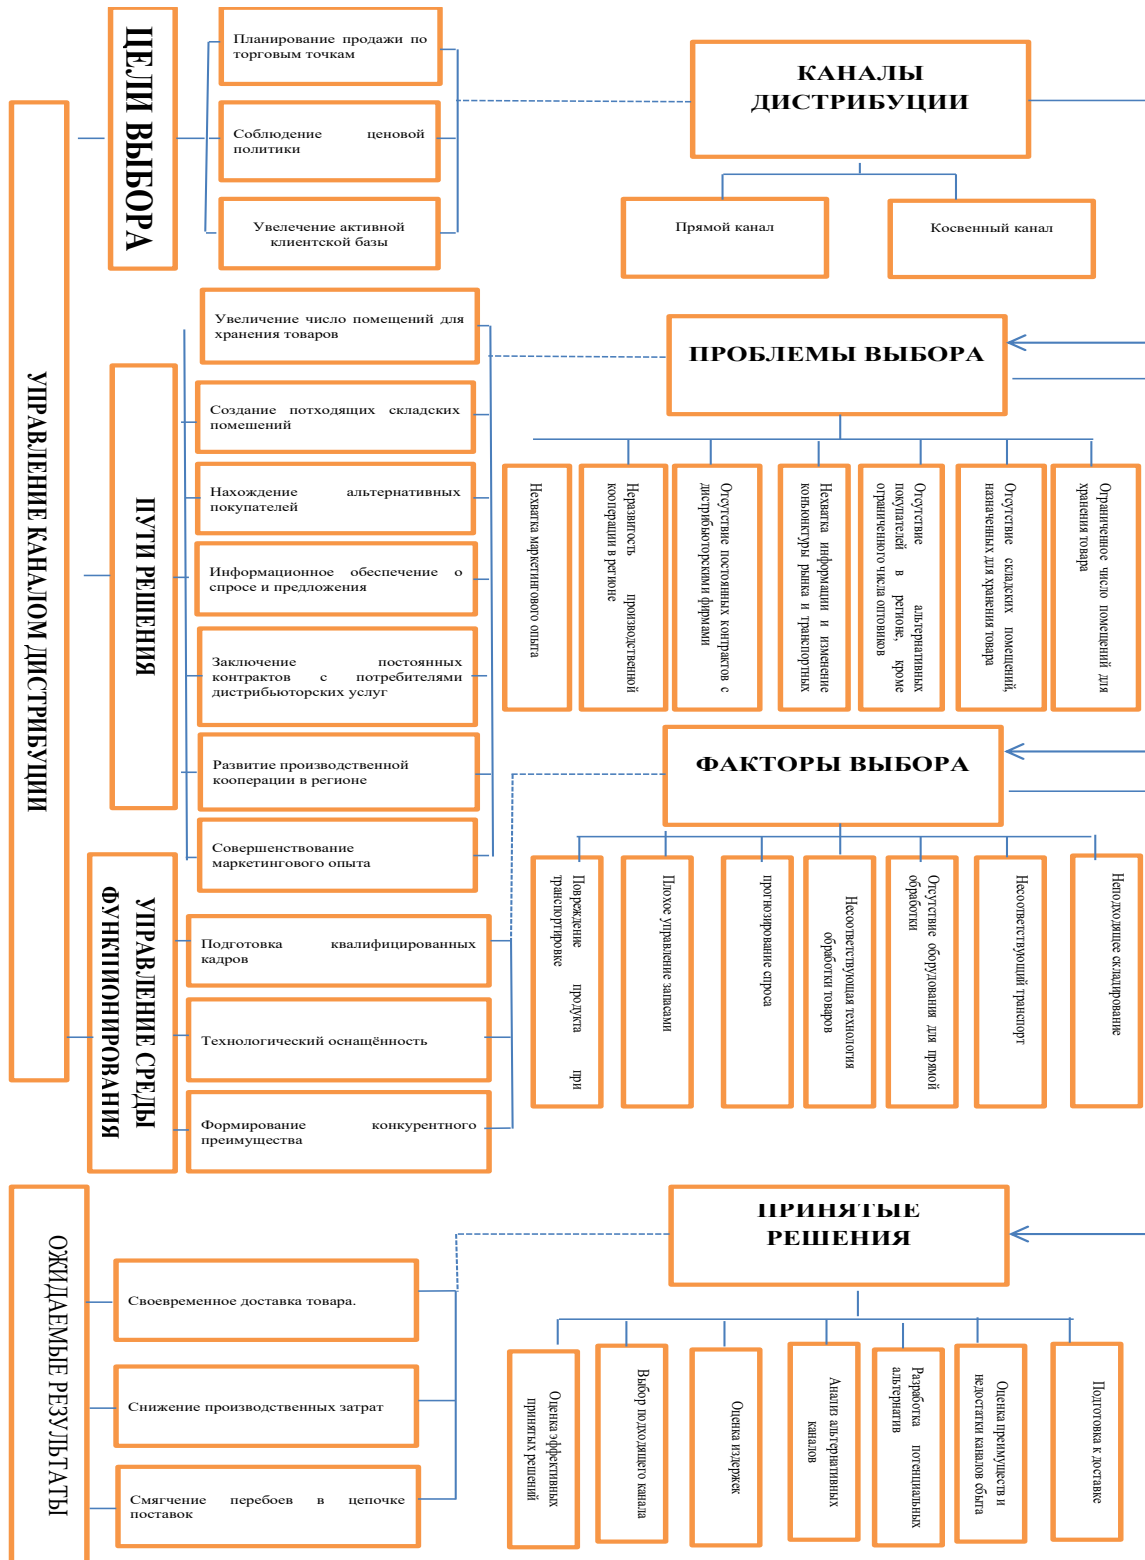 УПРАВЛЕНИЕ КАНАЛОМ ДИСТРИБУЦИИ
ЦЕЛИ ВЫБОРА
Планирование продажи по
торговым точкам
Соблюдение ценовой
политики
Увелечение активной
клиентской базы
КАНАЛЫ
ДИСТРИБУЦИИ
Прямой канал
Косвенный канал
ПУТИ РЕШЕНИЯ
Увеличение число помещений для
хранения товаров
Создание потходящих складских
помешений
Нахождение альтернативных
покупателей
Информационное обеспечение о
спросе и предложения
Заключение постоянных
контрактов с потребителями
дистрибьюторских услуг
Развитие производственной
кооперации в регионе
Совершенствование
маркетингового опыта
ПРОБЛЕМЫ ВЫБОРА
Нехватка маркетингового опыта
Неразвитость производственной
кооперации в регионе
Отсутствие постоянных контрактов с
дистрибьюторскими фирмами
Нехватка информации и изменение
конъюнктуры рынка и транспортных
Отсутствие альтернативных
покупателей в регионе, кроме
ограниченного числа оптовиков
Отсутствие складских помещений,
назначенных для хранения товара
Ограниченное число помещений для
хранения товара
УПРАВЛЕНИЕ СРЕДЫ
ФУНКЦИОНИРОВАНИЯ
Подготовка квалифицированных
кадров
Технологический оснащённость
Формирование конкурентного
преимущества
ФАКТОРЫ ВЫБОРА
Повреждение продукта при
транспортировке
Плохое управление запасами
прогнозирование спроса
Несоответствующая технология
обработки товаров
Отсутствие оборудования для прямой
обработки
Несоответствующий транспорт
Неподходящее складирование
ОЖИДАЕМЫЕ РЕЗУЛЬТАТЫ
Своевременное доставка товара.
Снижение производственных затрат
Смягчение перебоев в цепочке
поставок
ПРИНЯТЫЕ
РЕШЕНИЯ
Оценка эффективных
принятых решений
Выбор подходящего канала
Оценка издержек
Анализ альтернативных
каналов
Разработка потенциальных
альтернатив
Оценка преимуществ и
недостатки каналов сбыта
Подготовка к доставке